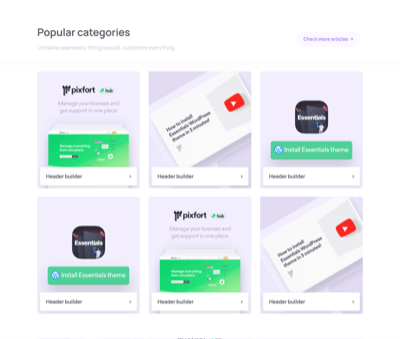 Popular categories
Combine seamlessly fitting layouts, customize everything
Check more articles →
pixfort hub
Manage your licenses and
get support in one place.
Manage everything
from one place.
Header builder ›
How to install
Essentials WordPress
theme in 3 minutes!
Header builder ›
Essentials
Install Essentials theme
Header builder ›
Essentials
Install Essentials theme
Header builder ›
pixfort hub
Manage your licenses and
get support in one place.
Manage everything
from one place.
Header builder ›
How to install
Essentials WordPress
theme in 3 minutes!
Header builder ›